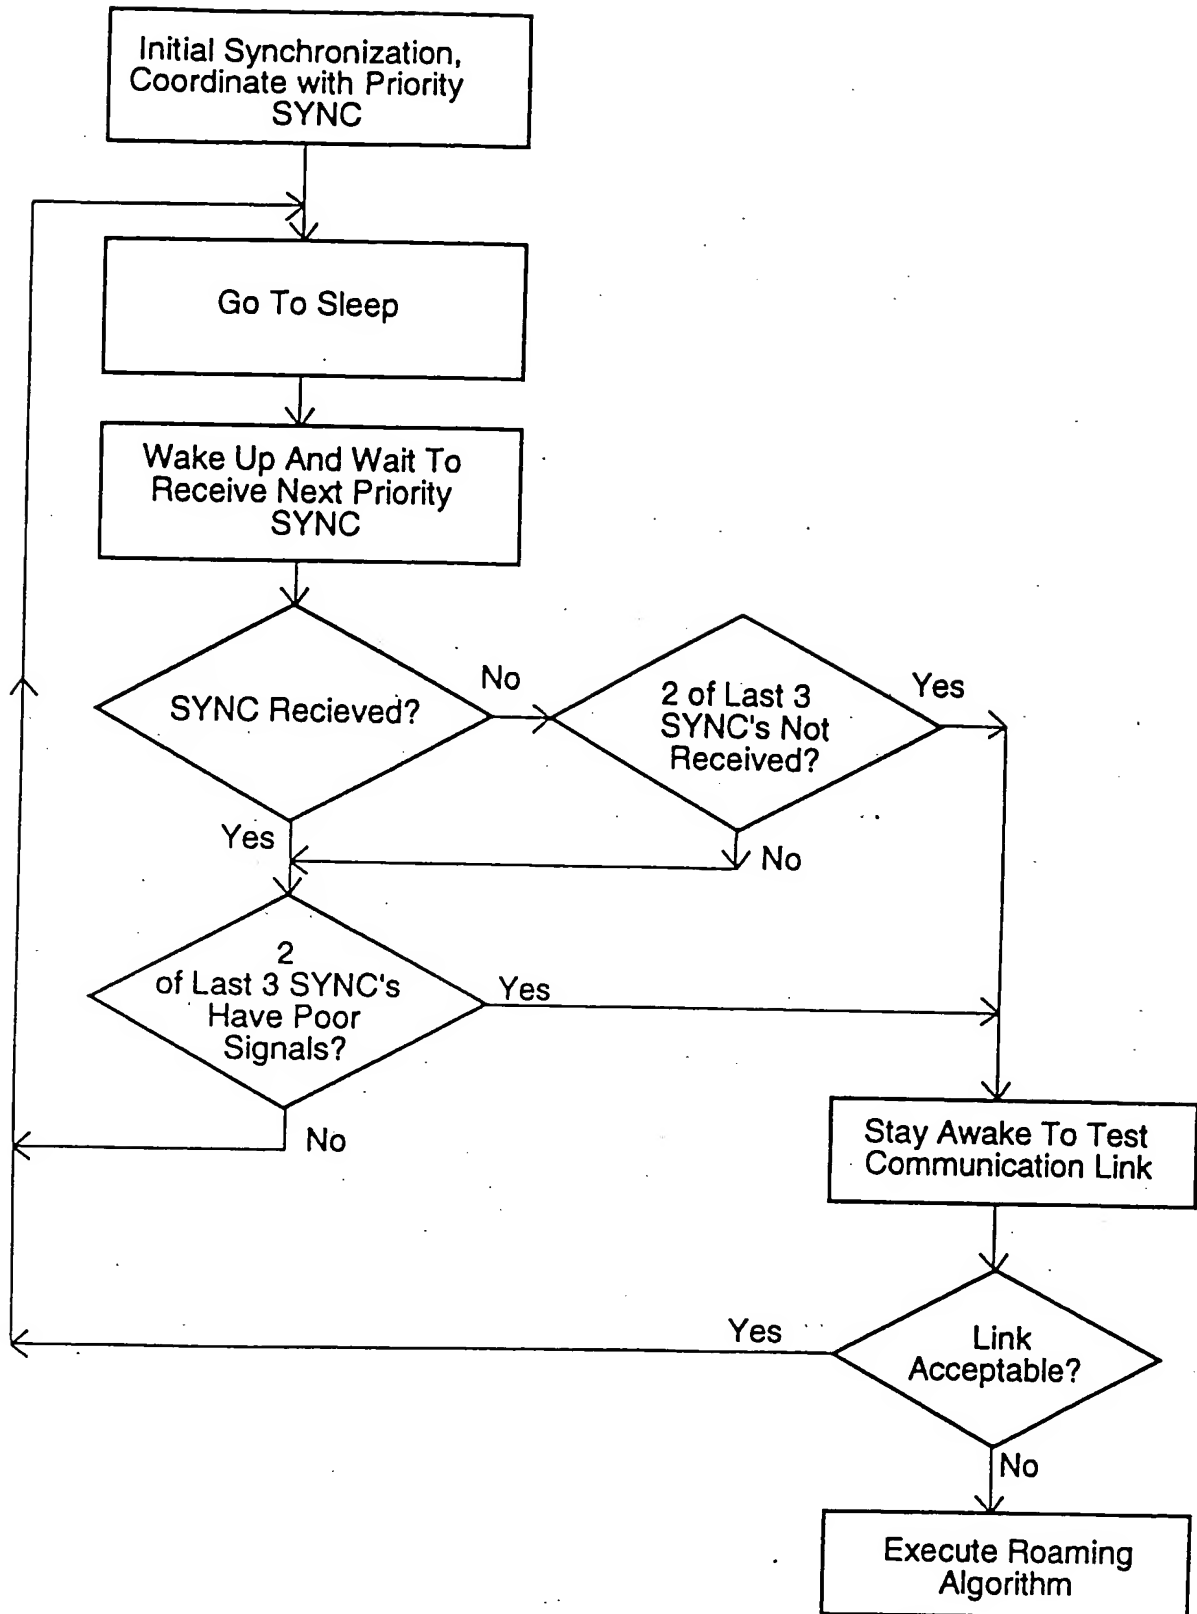 Initial Synchronization,
Coordinate with Priority
SYNC
Go To Sleep
Wake Up And Wait To
Receive Next Priority
SYNC
SYNC Recieved?
No
2 of Last 3
SYNC's Not
Received?
Yes
Yes
No
2
of Last 3 SYNC's
Have Poor
Signals?
Yes
No
Stay Awake To Test
Communication Link
Yes
Link
Acceptable?
No
Execute Roaming
Algorithm